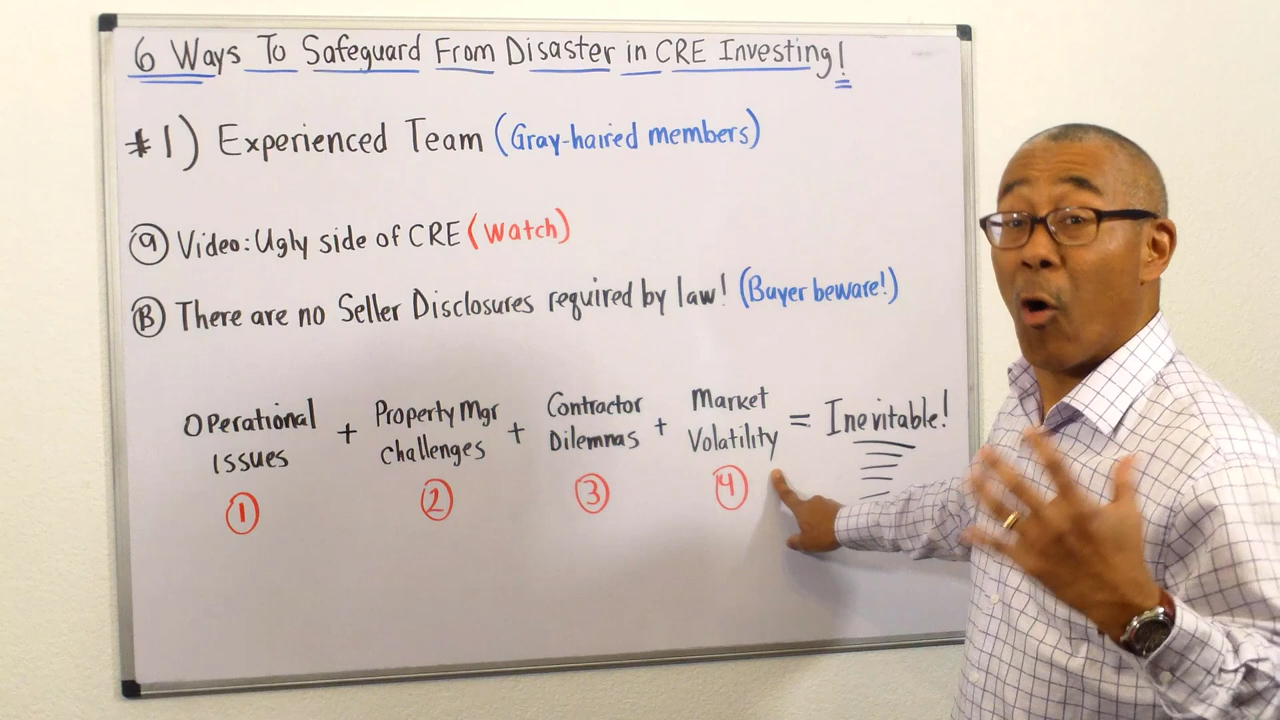 6 Ways To Safeguard From Disaster in CRE Investing!
#1) Experienced Team (Gray-haired members)
a Video: Ugly side of CRE (Watch)
B There are no Seller Disclosures required by law! (Buyer beware!)
Operational Issues + Property Mgr challenges + Contractor Dilemnas + Market Volatility = Inevitable!
1 2 3 4